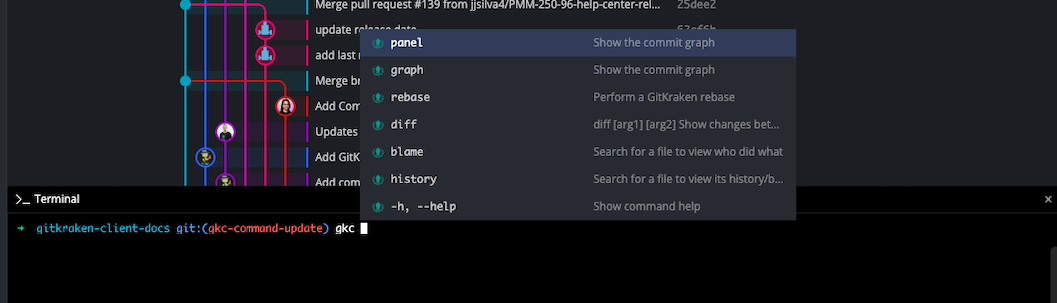 Merge pull request #139 from jjsilva4/PMM-250-96-help-center-rel... 25dee2
update release date
add last
panel Show the commit graph
graph Show the commit graph
Merge
rebase Perform a GitKraken rebase
Add Com
diff diff [arg1] [arg2] Show changes bet...
Updates
blame Search for a file to view who did what
Add GitK
history Search for a file to view its history/b...
Add com
-h, --help Show command help
>_ Terminal ×
→ gitkraken-client-docs git:(gkc-command-update) gkc